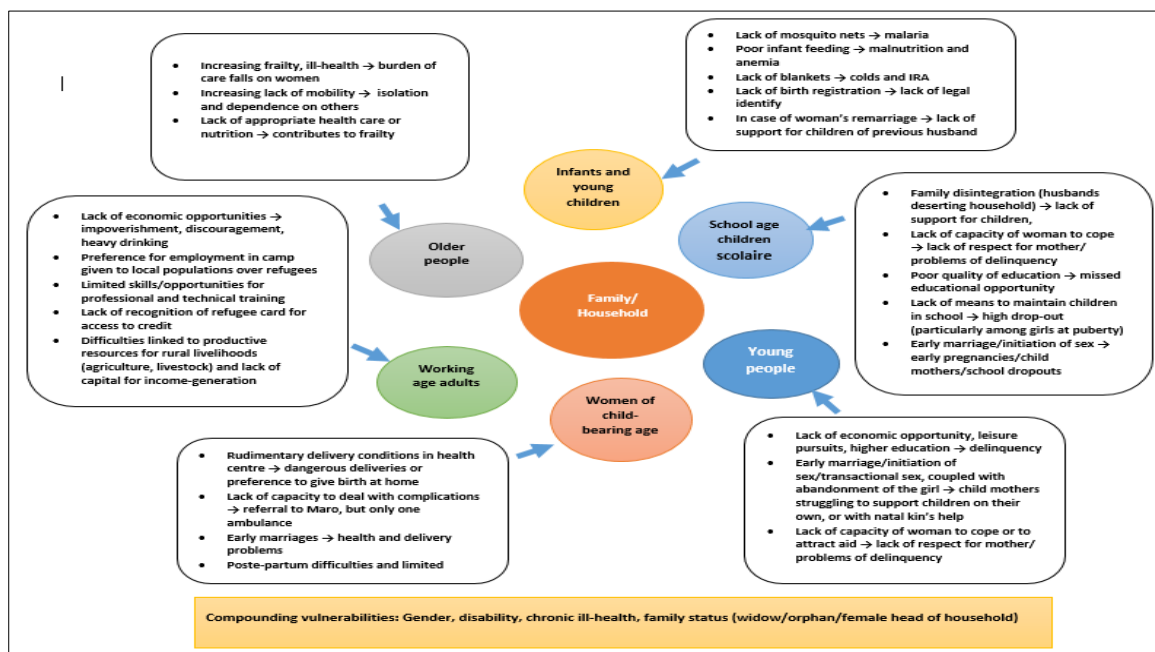 • Increasing frailty, ill-health → burden of
care falls on women
• Increasing lack of mobility → isolation
and dependence on others
• Lack of appropriate health care or
nutrition → contributes to frailty
• Lack of mosquito nets → malaria
• Poor infant feeding → malnutrition and
anemia
• Lack of blankets → colds and IRA
• Lack of birth registration → lack of legal
identify
• In case of woman's remarriage → lack of
support for children of previous husband
Infants and
young
children
• Family disintegration (husbands
deserting household) → lack of
support for children,
• Lack of capacity of woman to cope
→ lack of respect for mother/
problems of delinquency
• Poor quality of education → missed
educational opportunity
• Lack of means to maintain children
in school → high drop-out
(particularly among girls at puberty)
• Early marriage/initiation of sex →
early pregnancies/child
mothers/school dropouts
School age
children
scolaire
Older
people
• Lack of economic opportunities →
impoverishment, discouragement,
heavy drinking
• Preference for employment in camp
given to local populations over refugees
• Limited skills/opportunities for
professional and technical training
• Lack of recognition of refugee card for
access to credit
• Difficulties linked to productive
resources for rural livelihoods
(agriculture, livestock) and lack of
capital for income-generation
Family/
Household
Working
age adults
Young
people
Women of
child-
bearing age
• Rudimentary delivery conditions in health
centre → dangerous deliveries or
preference to give birth at home
• Lack of capacity to deal with complications
→ referral to Maro, but only one
ambulance
• Early marriages → health and delivery
problems
• Poste-partum difficulties and limited
• Lack of economic opportunity, leisure
pursuits, higher education → delinquency
• Early marriage/initiation of
sex/transactional sex, coupled with
abandonment of the girl → child mothers
struggling to support children on their
own, or with natal kin's help
• Lack of capacity of woman to cope or to
attract aid → lack of respect for mother/
problems of delinquency
Compounding vulnerabilities: Gender, disability, chronic ill-health, family status (widow/orphan/female head of household)